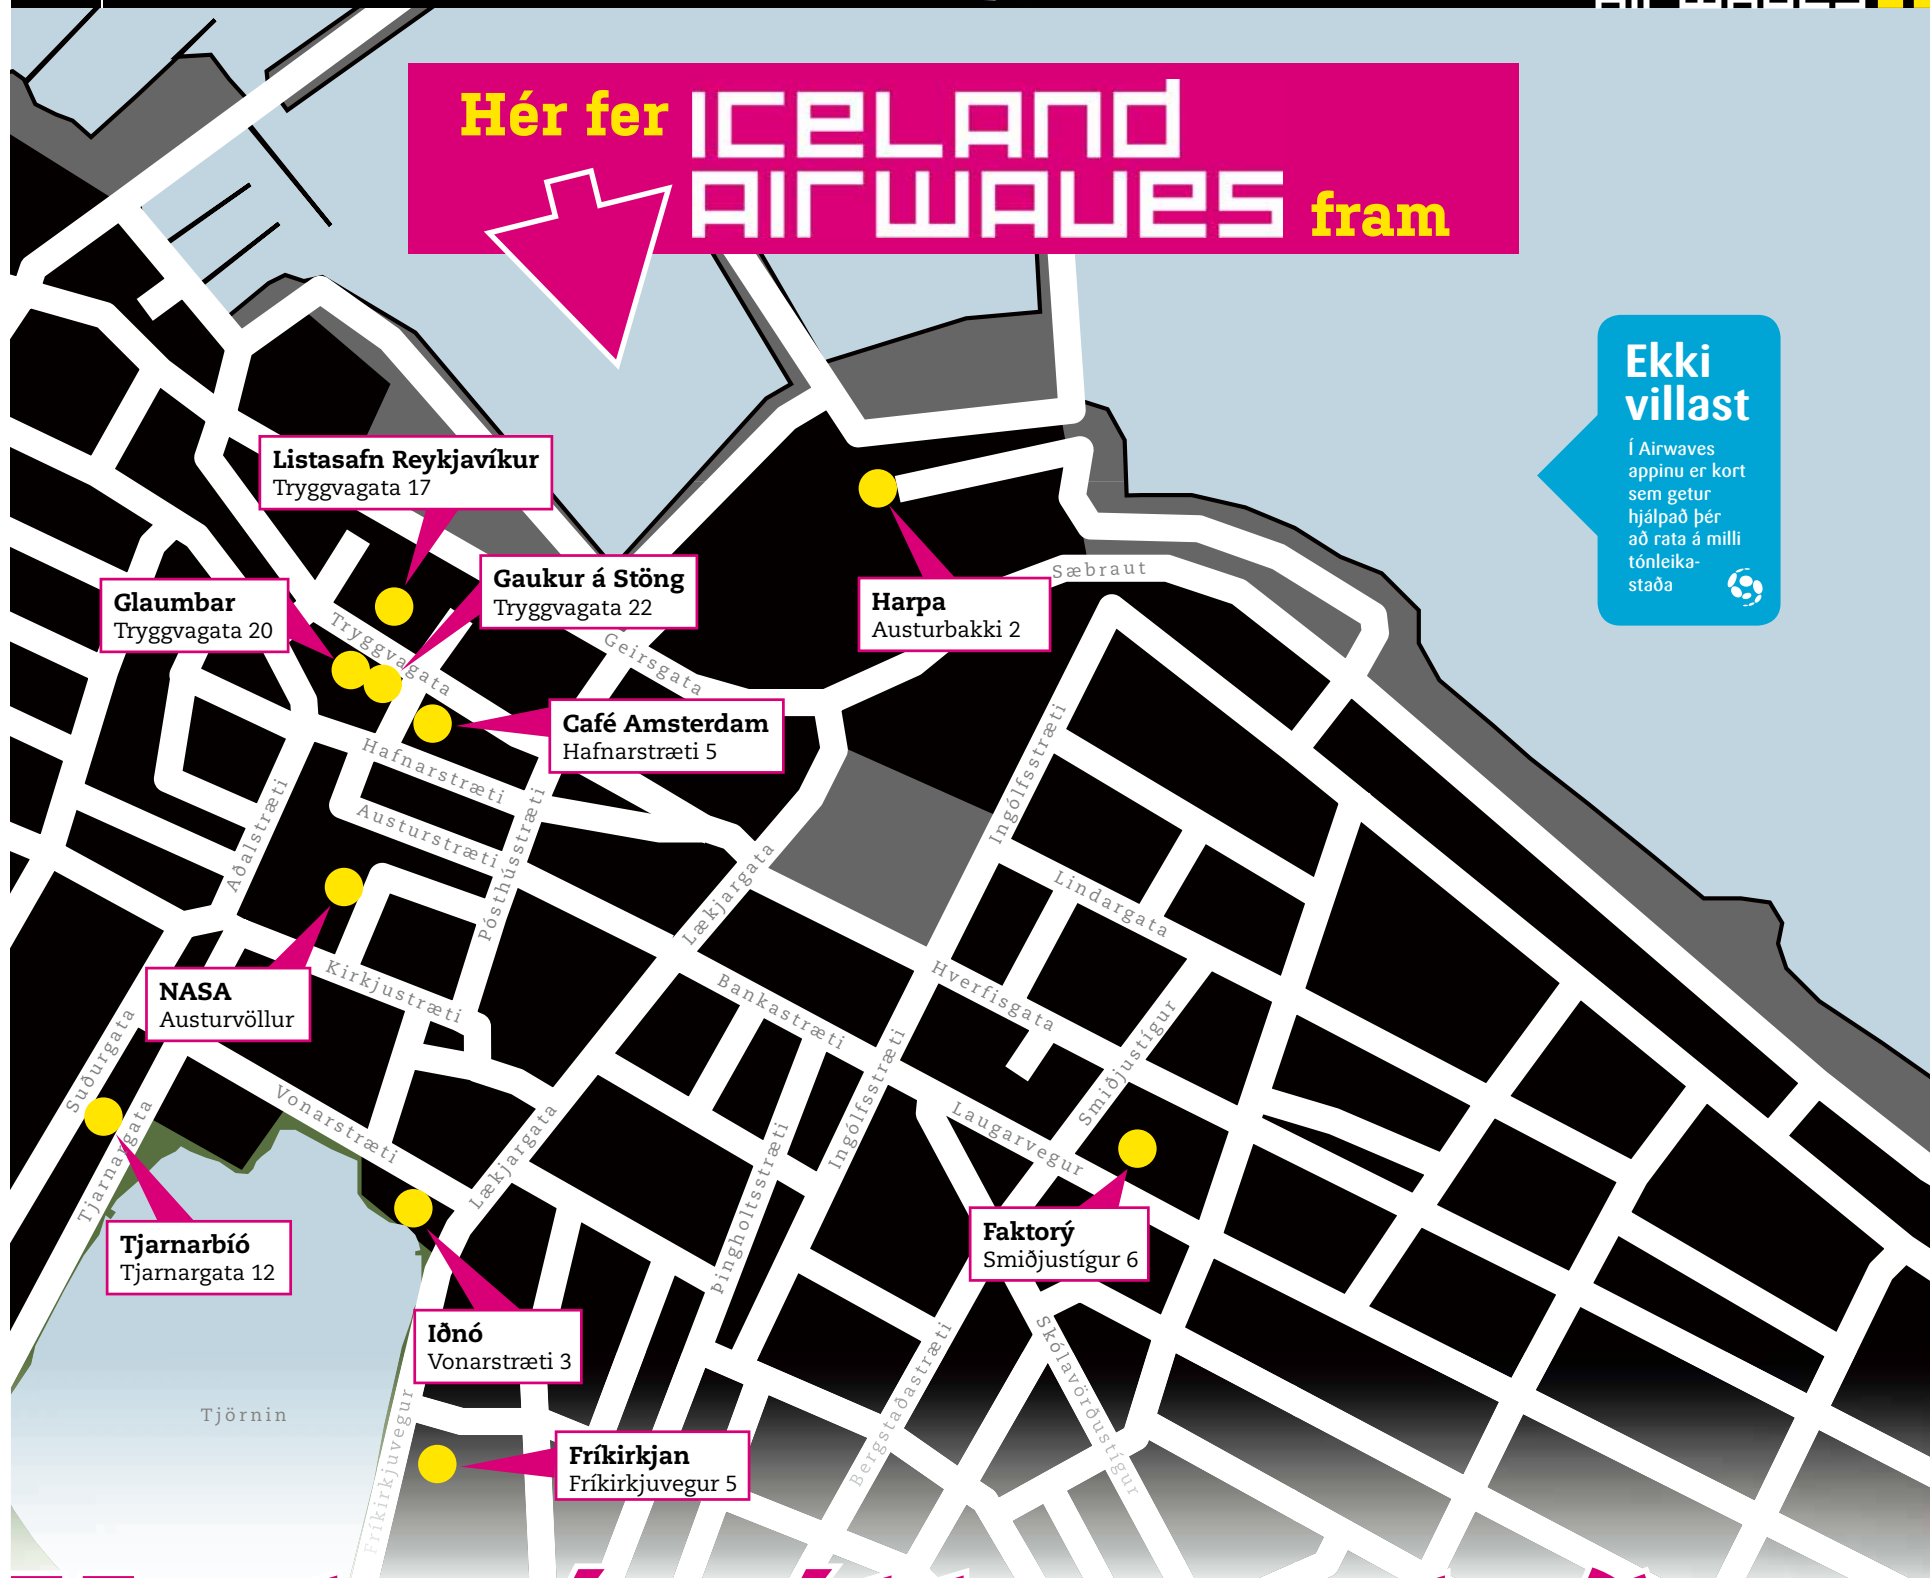 Hér fer ICELAND
AIRWAVES fram
Ekki
villast
Í Airwaves
appinu er kort
sem getur
hjálpað þér
að rata á milli
tónleika-
staða
Listasafn Reykjavíkur
Tryggvagata 17
Gaukur á Stöng
Tryggvagata 22
Glaumbar
Tryggvagata 20
Harpa
Austurbakki 2
Sæbraut
Tryggvagata
Geirsgata
Café Amsterdam
Hafnarstræti 5
Hafnarstræti
Austurstræti
Aðalstræti
Pósthússtræti
Lækjargata
Ingólfsstræti
Lindargata
NASA
Austurvöllur
Kirkjustræti
Bankastræti
Hverfisgata
Smiðjustígur
Suðurgata
Tjarnargata
Vonarstræti
Lækjargata
Ingólfsstræti
Laugarvegur
Þingholtsstræti
Tjarnarbíó
Tjarnargata 12
Faktorý
Smiðjustígur 6
Iðnó
Vonarstræti 3
Bergstaðastræti
Skólavörðustígur
Tjörnin
Fríkirkjuvegur
Fríkirkjan
Fríkirkjuvegur 5